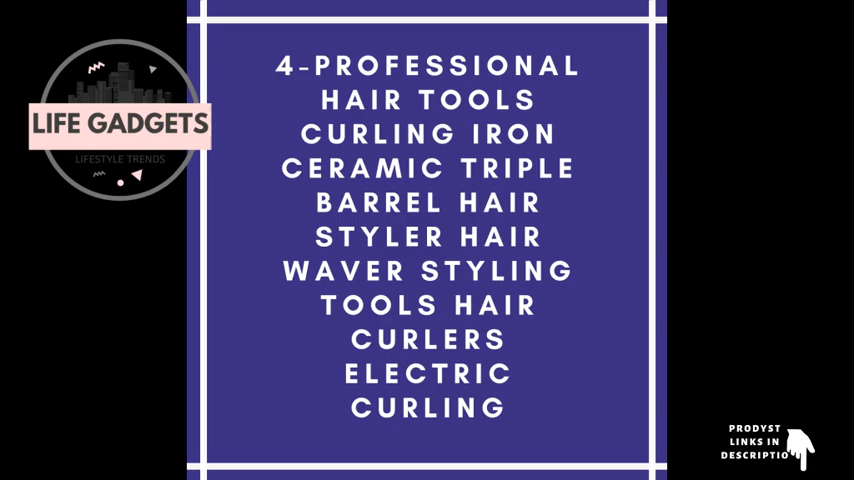 4-PROFESSIONAL
HAIR TOOLS
CURLING IRON
CERAMIC TRIPLE
BARREL HAIR
STYLER HAIR
WAVER STYLING
TOOLS HAIR
CURLERS
ELECTRIC
CURLING
LIFE GADGETS
LIFESTYLE TRENDS
PRODYST
LINKS IN
DESCRIPTIO